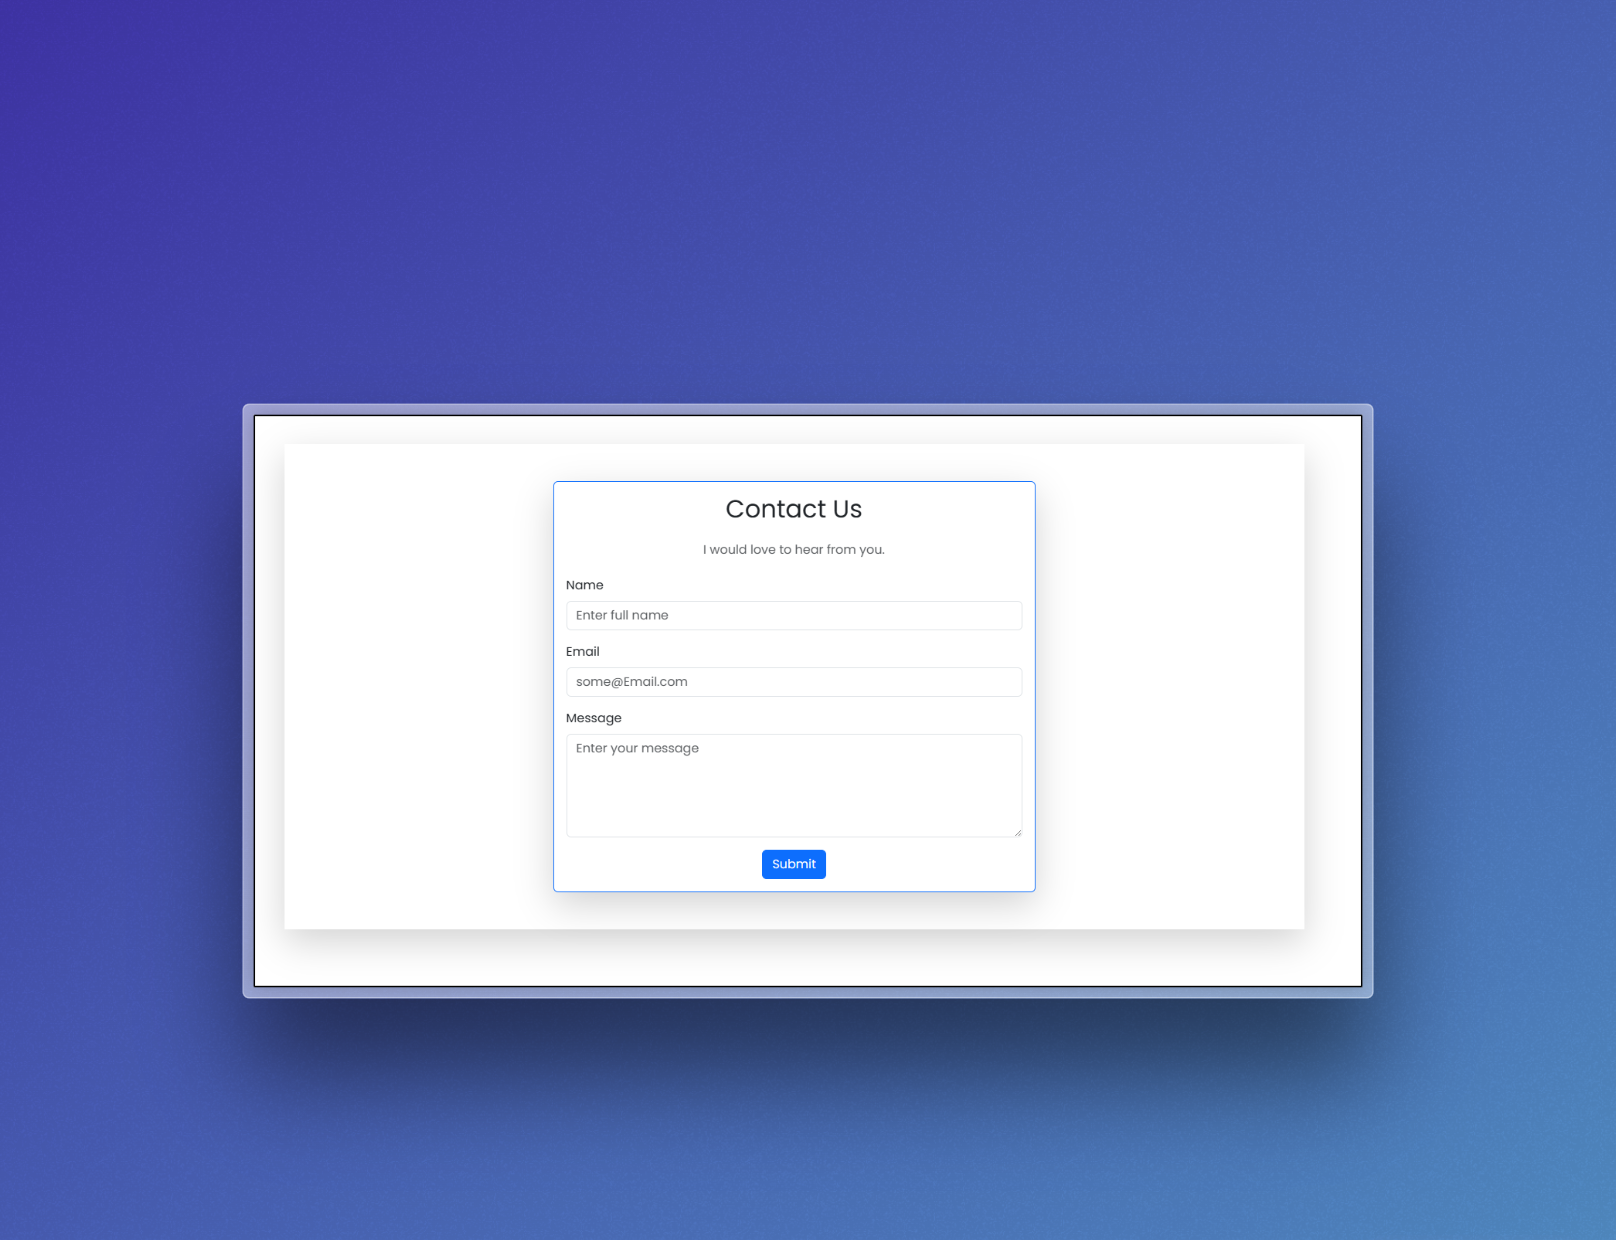 Contact Us
I would love to hear from you.
Name
Enter full name
Email
some@Email.com
Message
Enter your message
Submit